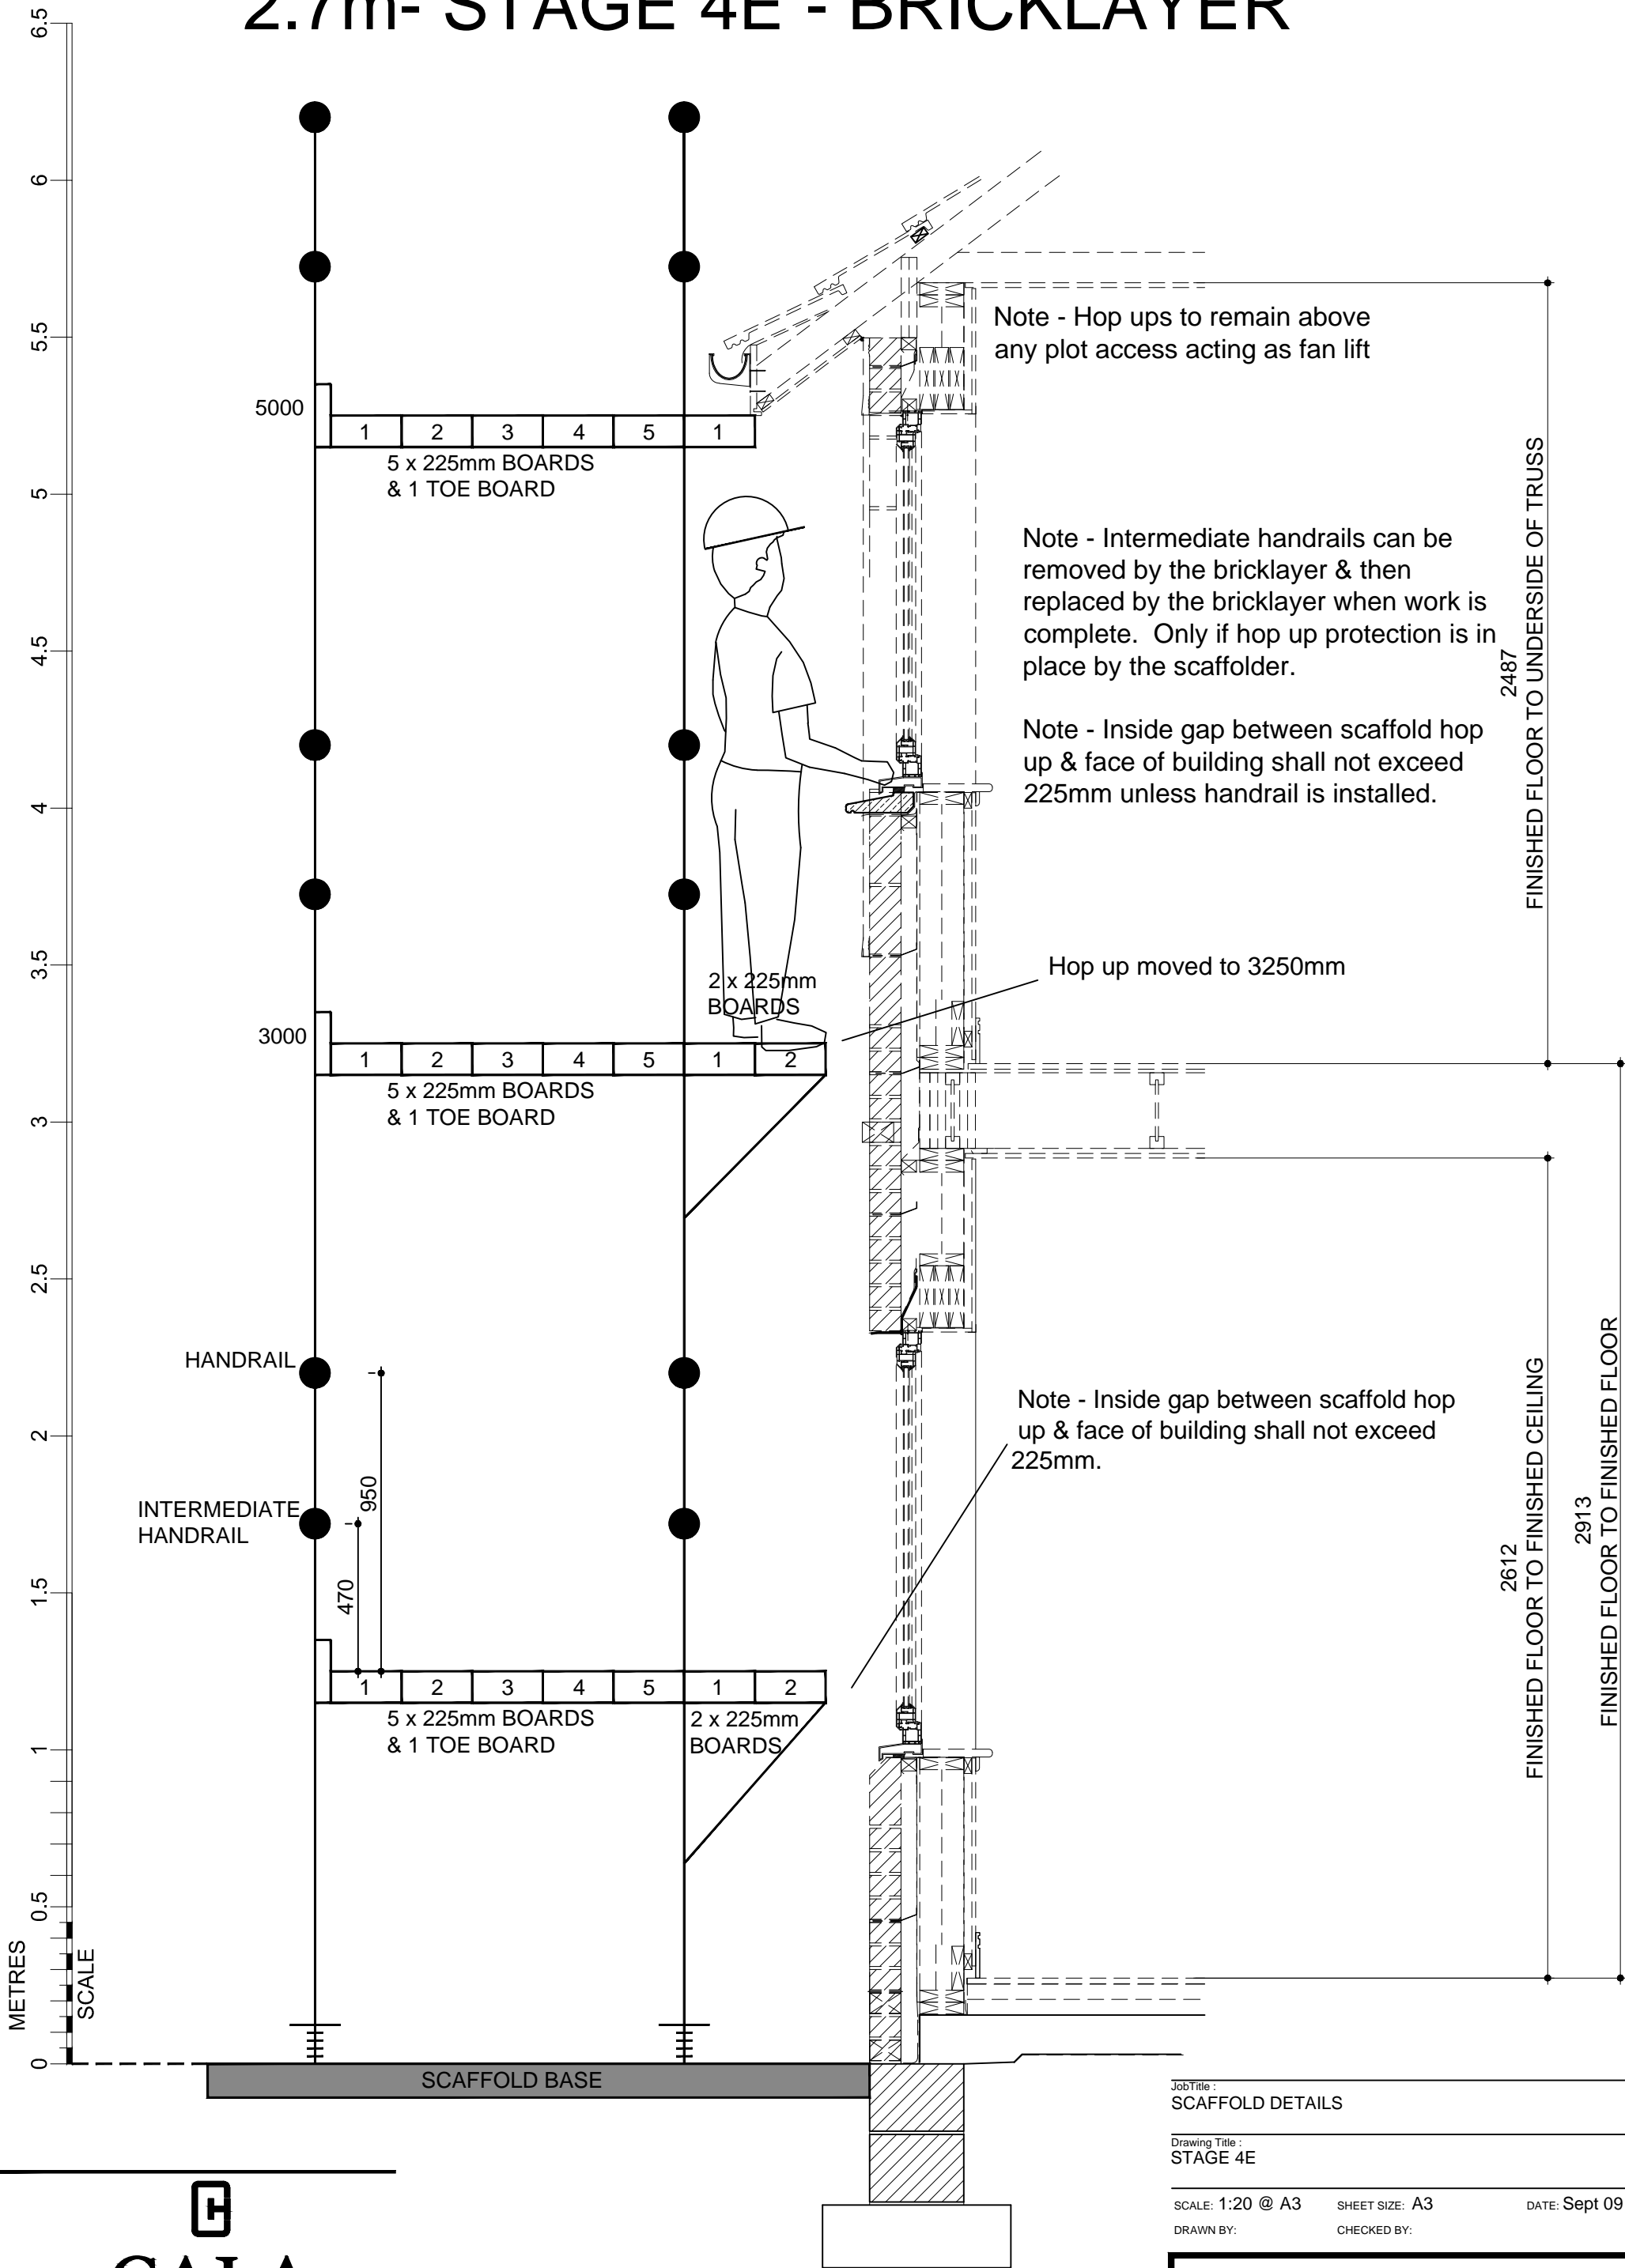 2.7m- STAGE 4E - BRICKLAYER
6.5
6
5.5
5
4.5
4
3.5
3
2.5
2
1.5
1
0.5
0
METRES
SCALE
Note - Hop ups to remain above
any plot access acting as fan lift
5000
1 2 3 4 5 1
5 x 225mm BOARDS
& 1 TOE BOARD
Note - Intermediate handrails can be
removed by the bricklayer & then
replaced by the bricklayer when work is
complete. Only if hop up protection is in
place by the scaffolder.
Note - Inside gap between scaffold hop
up & face of building shall not exceed
225mm unless handrail is installed.
2487
FINISHED FLOOR TO UNDERSIDE OF TRUSS
Hop up moved to 3250mm
2 x 225mm
BOARDS
3000
1 2 3 4 5 1 2
5 x 225mm BOARDS
& 1 TOE BOARD
HANDRAIL
INTERMEDIATE
HANDRAIL
950
470
Note - Inside gap between scaffold hop
up & face of building shall not exceed
225mm.
2612
FINISHED FLOOR TO FINISHED CEILING
2913
FINISHED FLOOR TO FINISHED FLOOR
1 2 3 4 5 1 2
5 x 225mm BOARDS
& 1 TOE BOARD
2 x 225mm
BOARDS
SCAFFOLD BASE
JobTitle :
SCAFFOLD DETAILS
Drawing Title :
STAGE 4E
SCALE: 1:20 @ A3 SHEET SIZE: A3 DATE: Sept 09
DRAWN BY: CHECKED BY:
CALA